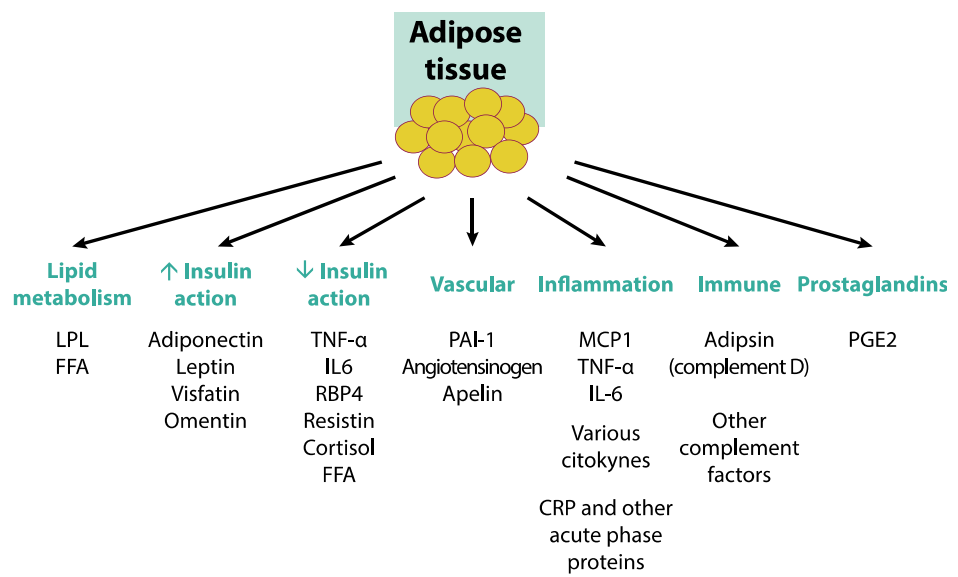 Adipose
tissue
Lipid
metabolism
LPL
FFA
↑ Insulin
action
Adiponectin
Leptin
Visfatin
Omentin
↓ Insulin
action
TNF-α
IL6
RBP4
Resistin
Cortisol
FFA
Vascular
PAI-1
Angiotensinogen
Apelin
Inflammation
MCP1
TNF-α
IL-6
Various
citokynes
CRP and other
acute phase
proteins
Immune
Adipsin
(complement D)
Other
complement
factors
Prostaglandins
PGE2